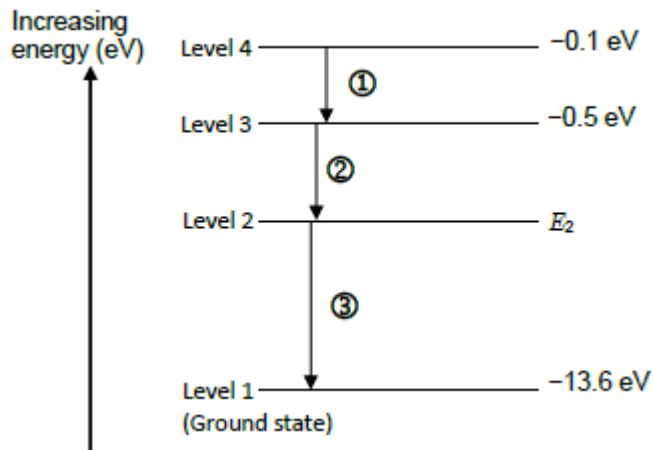 Increasing
energy (eV)
Level 4
−0.1 eV
①
Level 3
−0.5 eV
②
Level 2
E₂
③
Level 1
−13.6 eV
(Ground state)